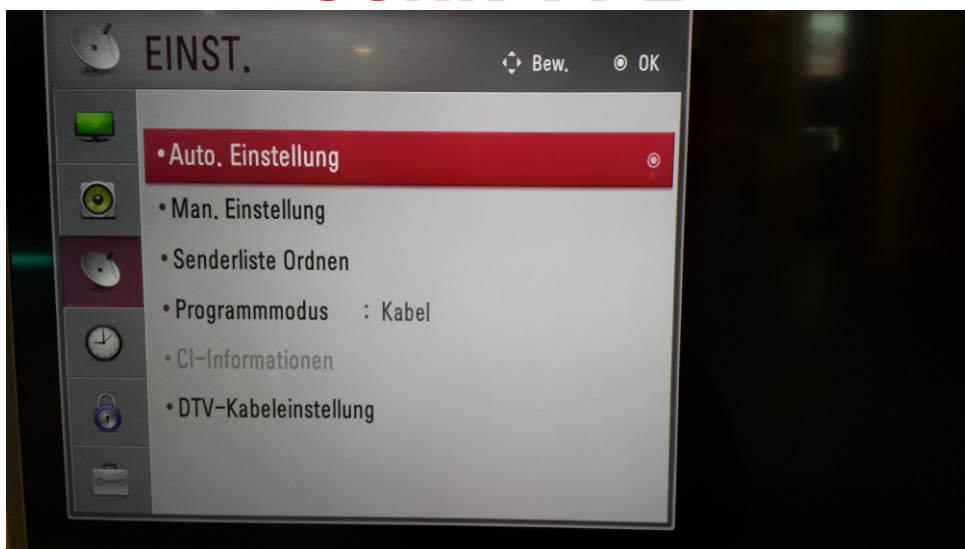 EINST.
Bew. OK
Auto. Einstellung
Man. Einstellung
Senderliste Ordnen
Programmmodus : Kabel
CI-Informationen
DTV-Kabeleinstellung